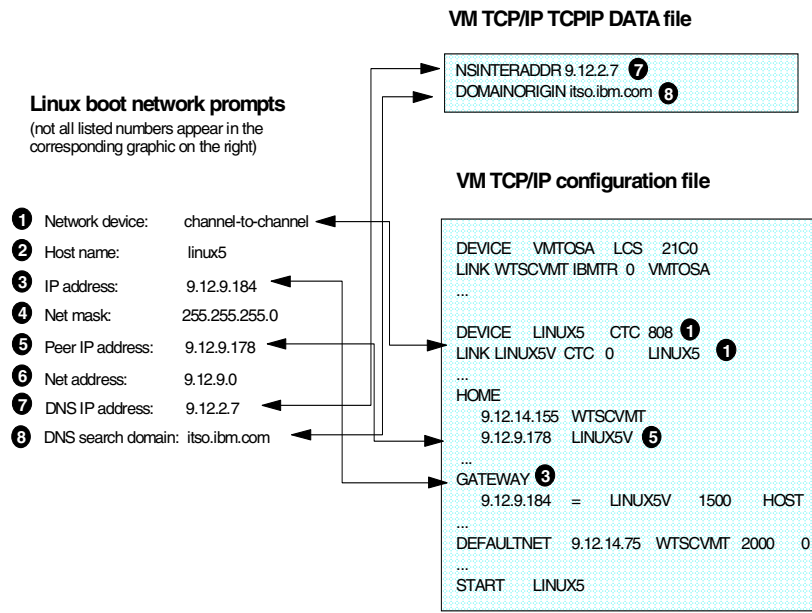 VM TCP/IP TCPIP DATA file
NSINTERADDR 9.12.2.7 7
DOMAINORIGIN itso.ibm.com 8
Linux boot network prompts
(not all listed numbers appear in the
corresponding graphic on the right)
1 Network device: channel-to-channel
2 Host name: linux5
3 IP address: 9.12.9.184
4 Net mask: 255.255.255.0
5 Peer IP address: 9.12.9.178
6 Net address: 9.12.9.0
7 DNS IP address: 9.12.2.7
8 DNS search domain: itso.ibm.com
VM TCP/IP configuration file
DEVICE VMTOSA LCS 21C0
LINK WTSCVMT IBMTR 0 VMTOSA
...
DEVICE LINUX5 CTC 808 1
LINK LINUX5V CTC 0 LINUX5 1
...
HOME
9.12.14.155 WTSCVMT
9.12.9.178 LINUX5V 5
...
GATEWAY 3
9.12.9.184 = LINUX5V 1500 HOST
...
DEFAULTNET 9.12.14.75 WTSCVMT 2000 0
...
START LINUX5